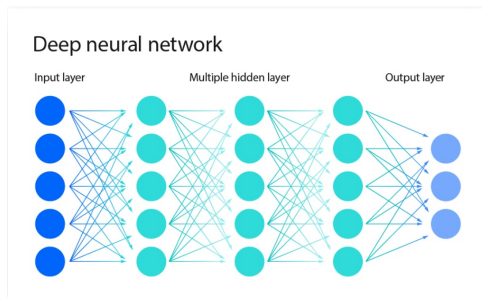 Deep neural network
Input layer
Multiple hidden layer
Output layer